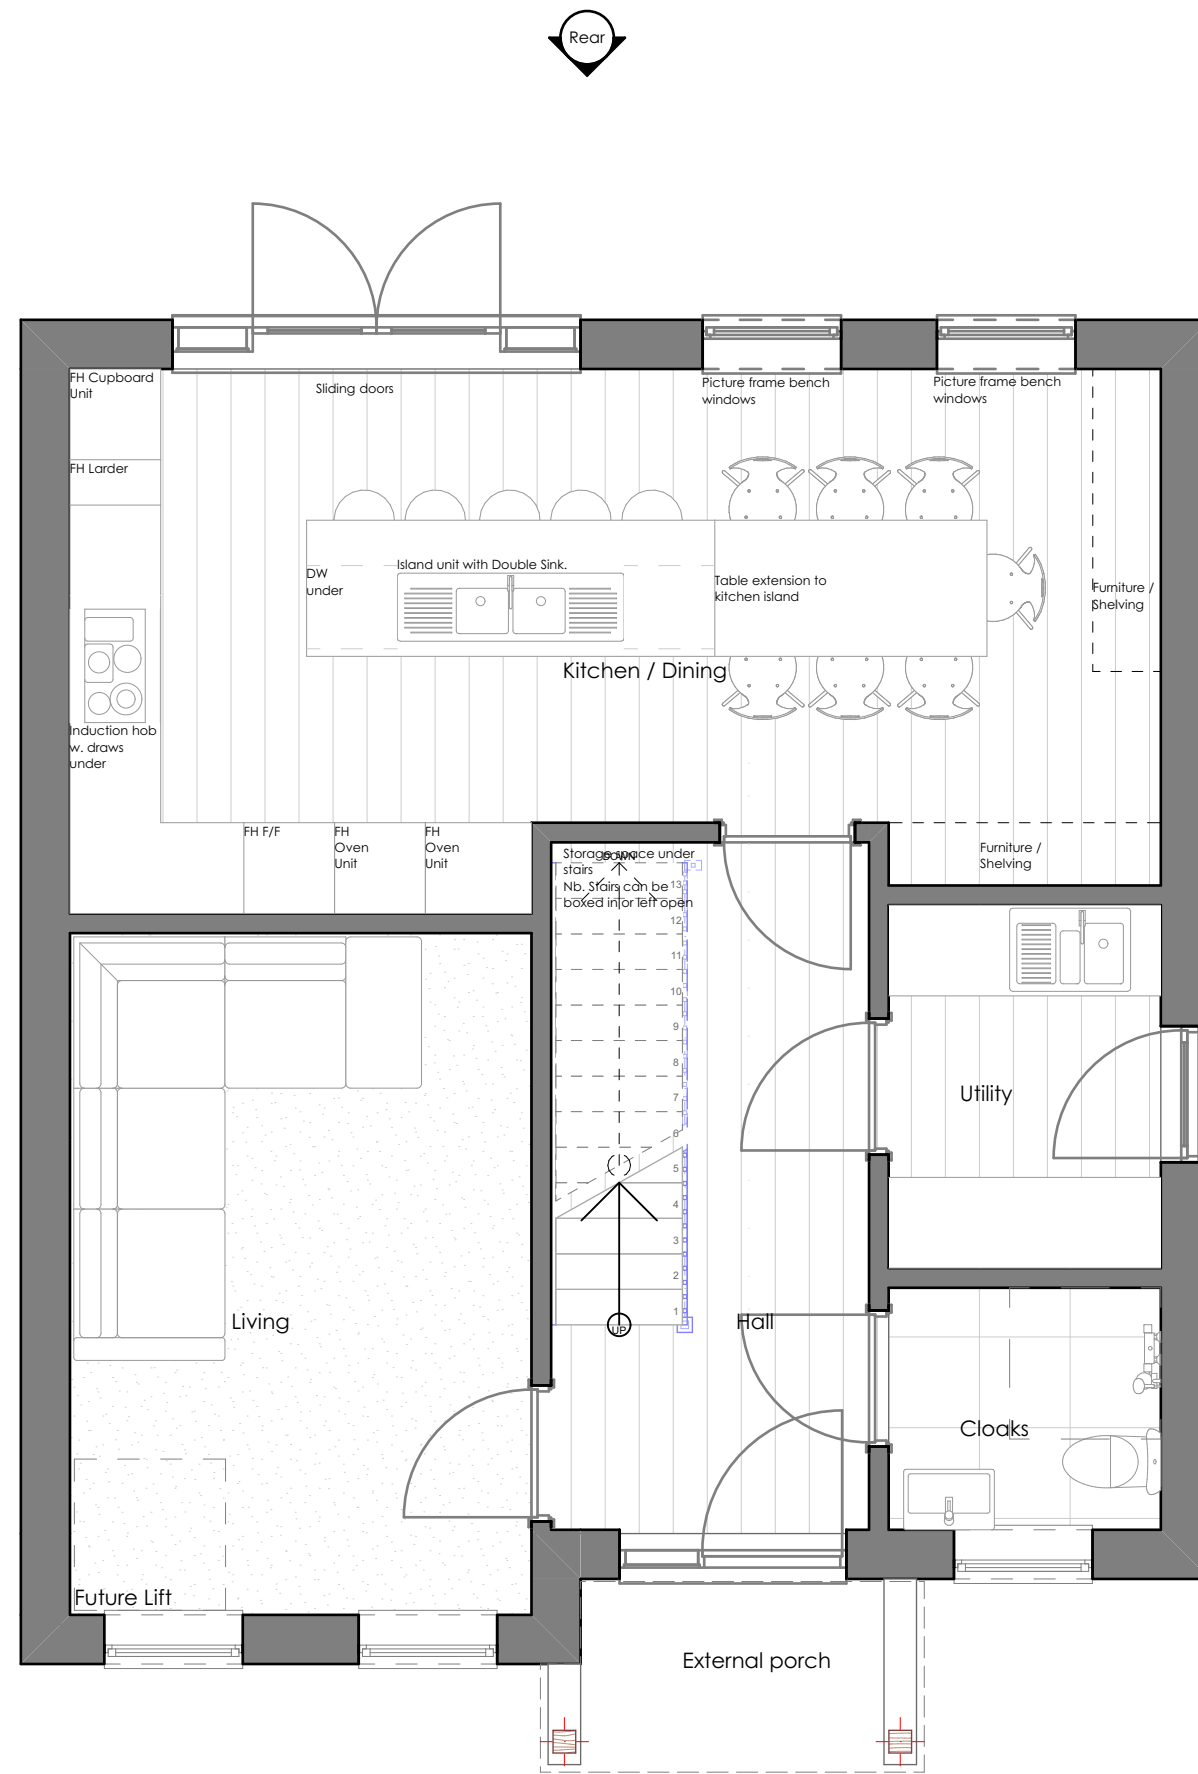 Rear
FH Cupboard
Unit
Sliding doors
Picture frame bench
windows
Picture frame bench
windows
FH Larder
DW
under
Island unit with Double Sink.
Table extension to
kitchen island
Furniture /
Shelving
Kitchen / Dining
Induction hob
w. draws
under
FH F/F
FH
Oven
Unit
FH
Oven
Unit
Storage space under
stairs
Nb. Stairs can be
boxed in or left open
DOWN
Furniture /
Shelving
13
12
11
10
9
8
7
6
5
4
3
2
1
UP
Utility
Living
Hall
Cloaks
Future Lift
External porch